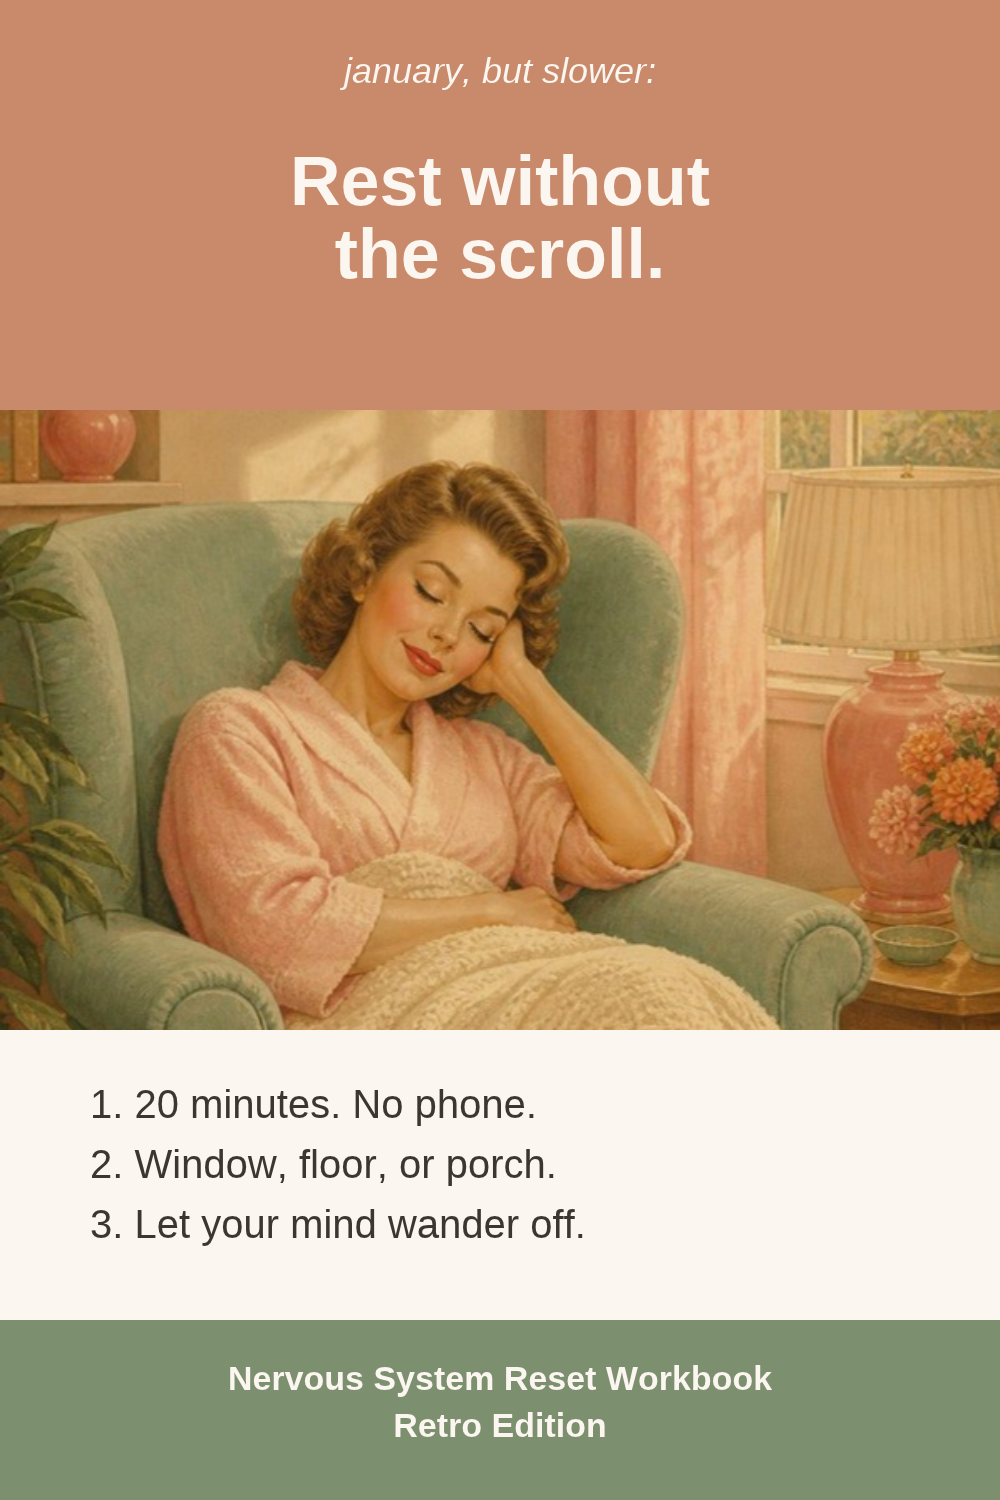 january, but slower:
Rest without
the scroll.
1. 20 minutes. No phone.
2. Window, floor, or porch.
3. Let your mind wander off.
Nervous System Reset Workbook
Retro Edition